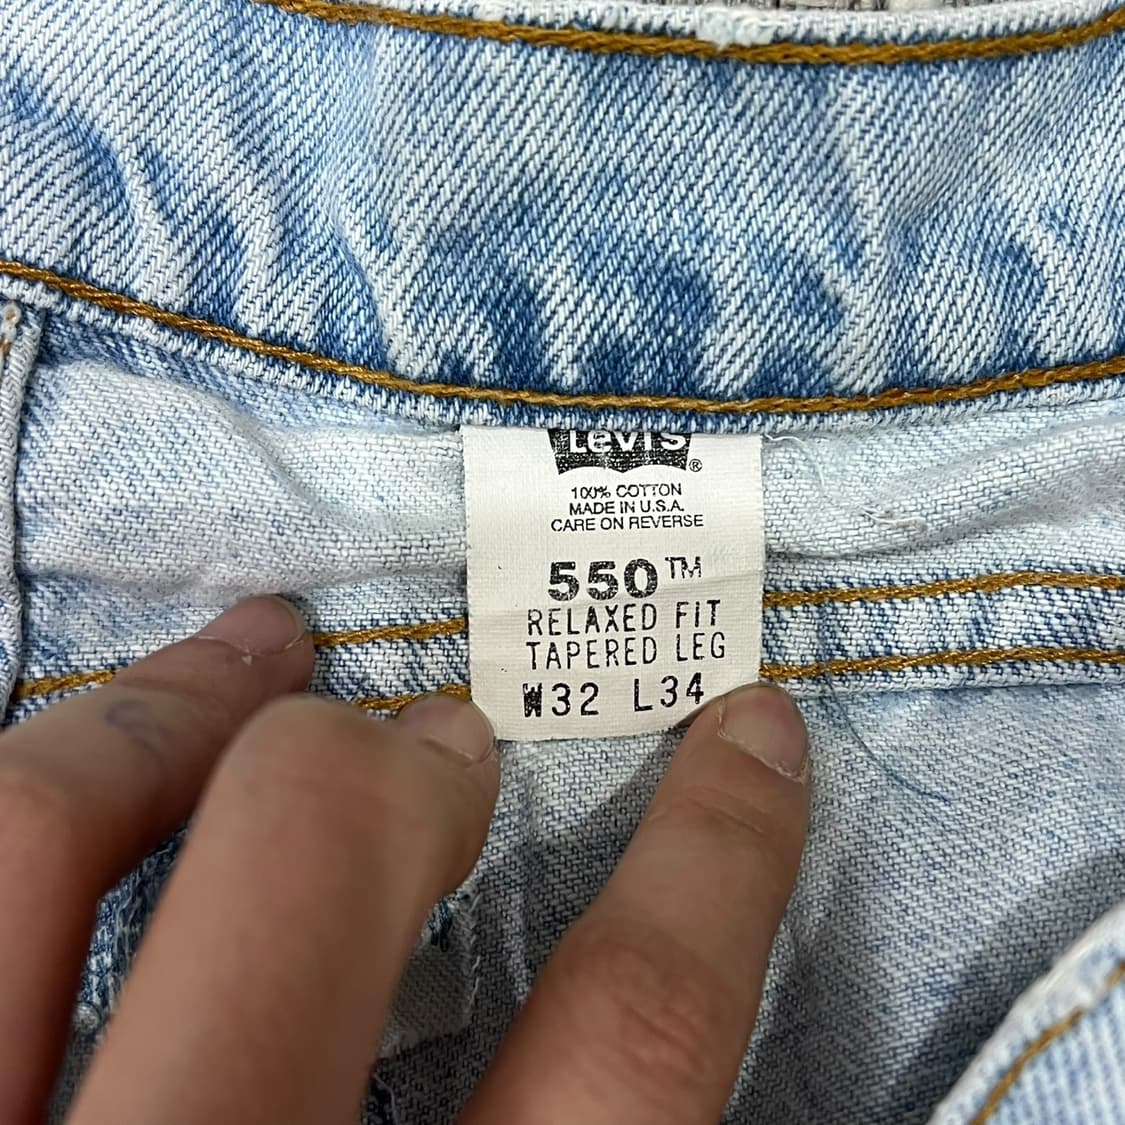 Levi's ®
100% COTTON
MADE IN U.S.A.
CARE ON REVERSE
550™
RELAXED FIT
TAPERED LEG
W32 L34